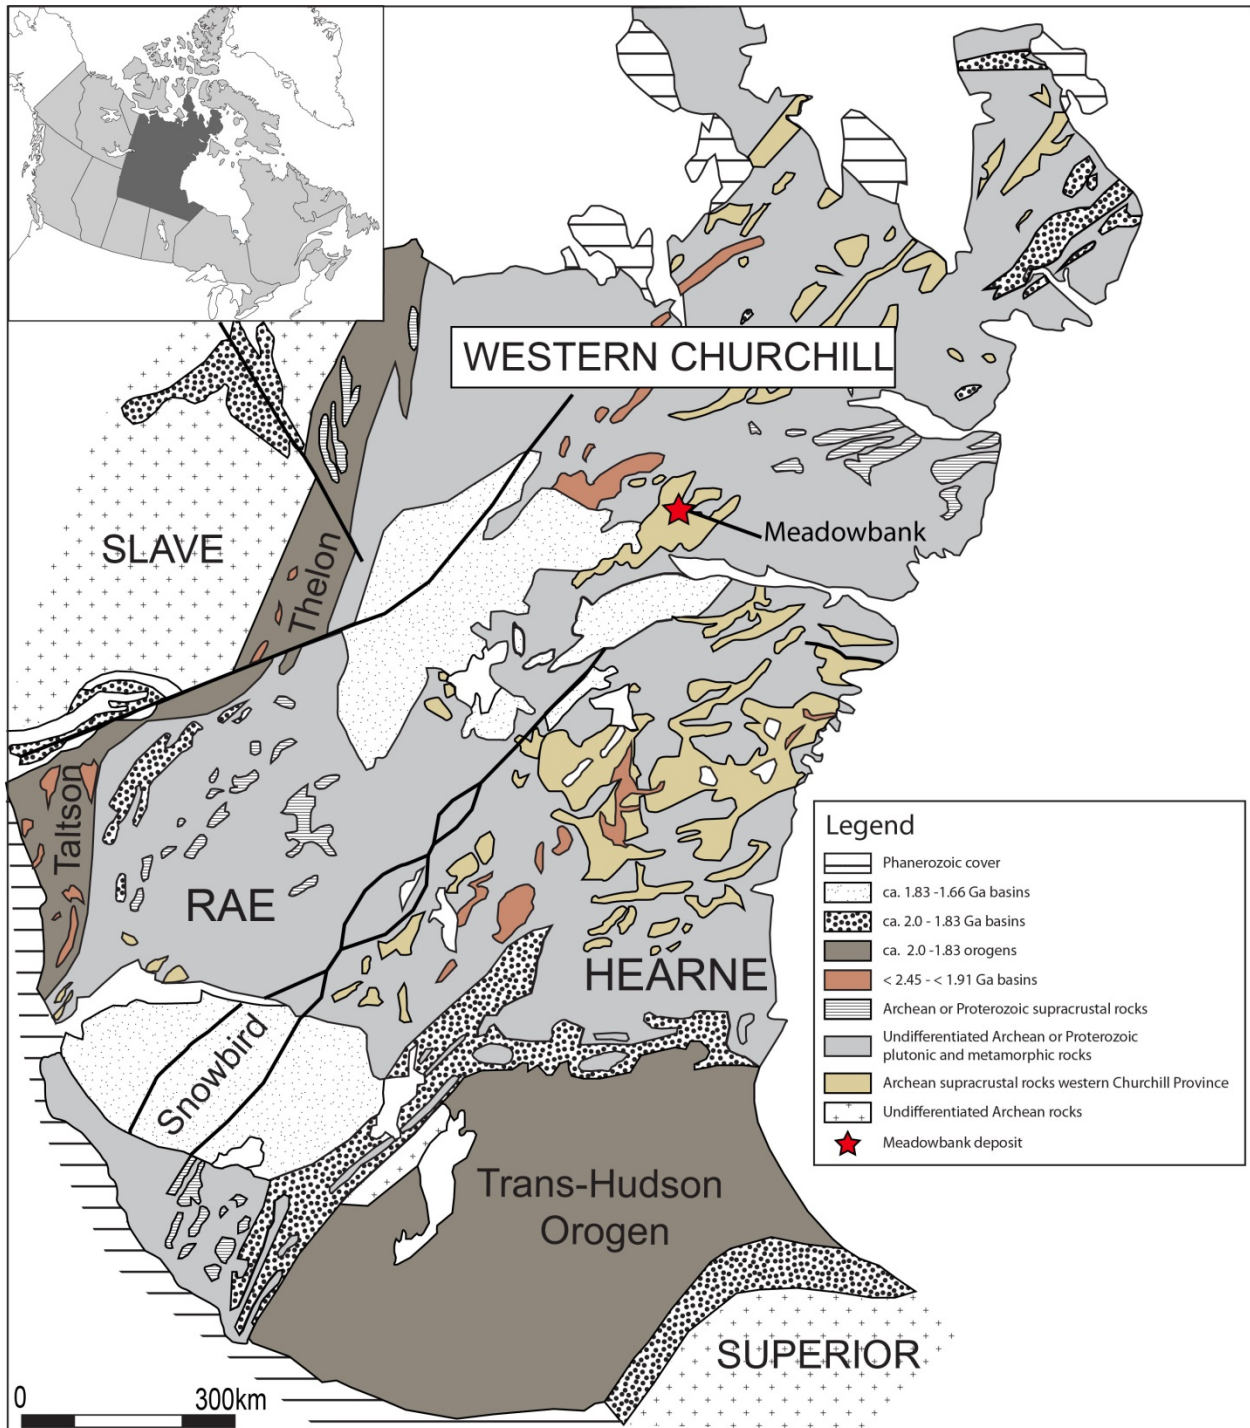 WESTERN CHURCHILL
SLAVE
Thelon
Meadowbank
Taltson
RAE
HEARNE
Snowbird
Trans-Hudson
Orogen
SUPERIOR
0 300km
Legend
Phanerozoic cover
ca. 1.83 -1.66 Ga basins
ca. 2.0 - 1.83 Ga basins
ca. 2.0 -1.83 orogens
< 2.45 - < 1.91 Ga basins
Archean or Proterozoic supracrustal rocks
Undifferentiated Archean or Proterozoic
plutonic and metamorphic rocks
Archean supracrustal rocks western Churchill Province
Undifferentiated Archean rocks
Meadowbank deposit